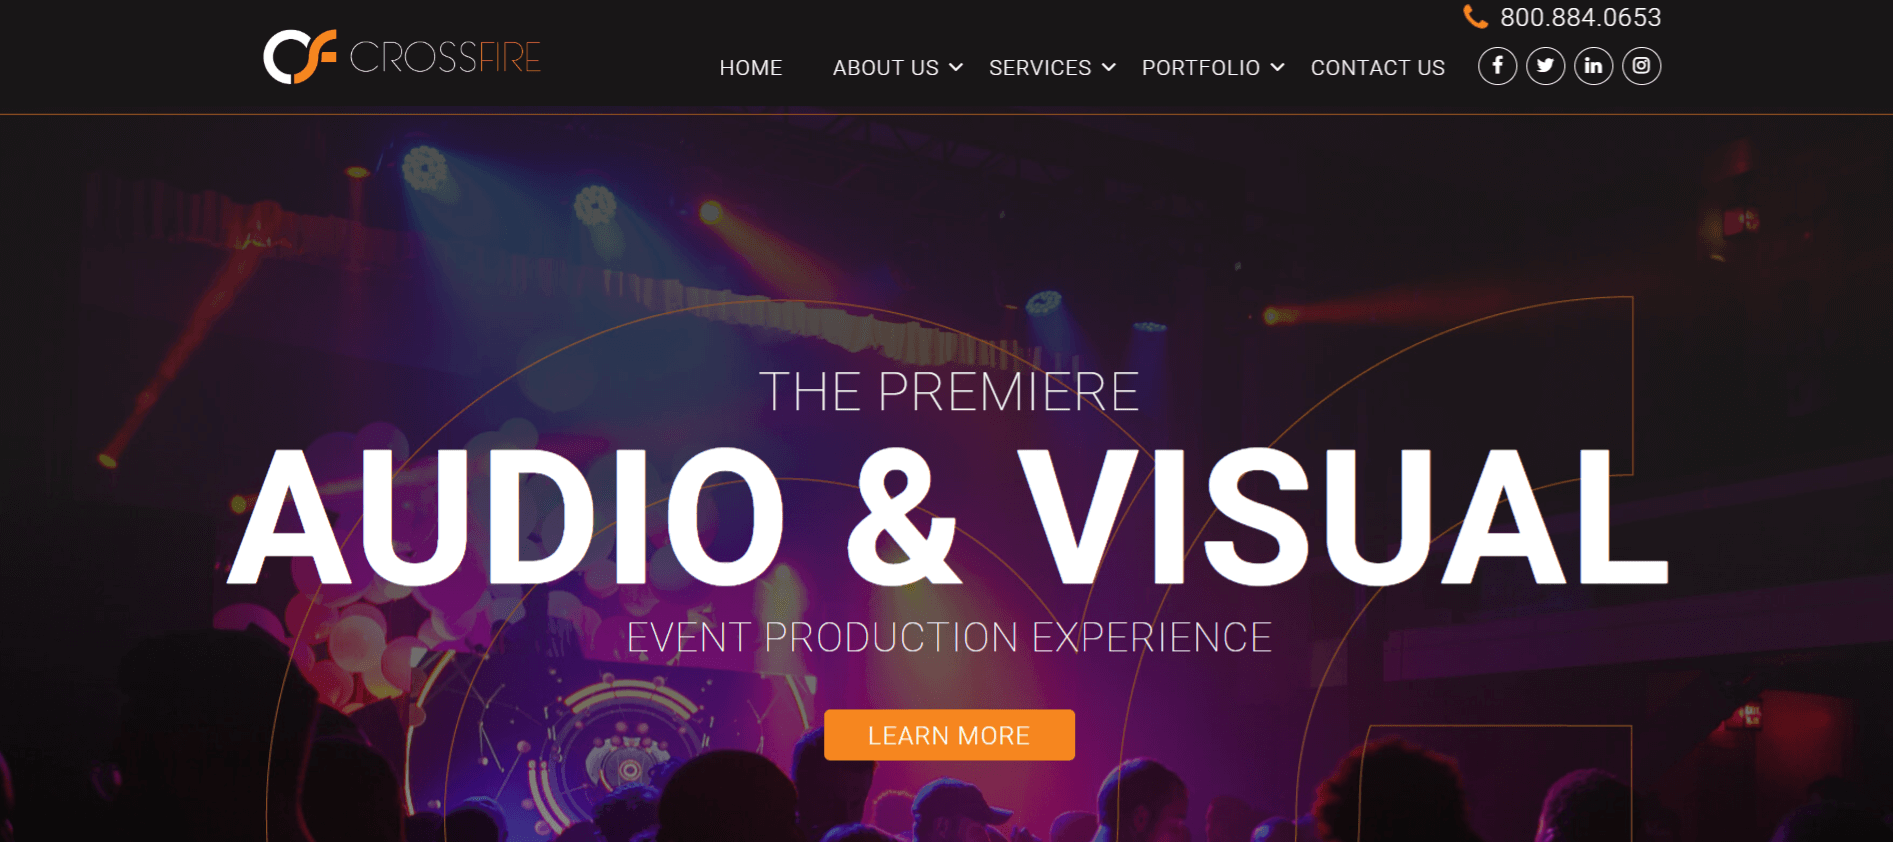 800.884.0653
CROSSFIRE
HOME ABOUT US SERVICES PORTFOLIO CONTACT US
THE PREMIERE
AUDIO & VISUAL
EVENT PRODUCTION EXPERIENCE
LEARN MORE